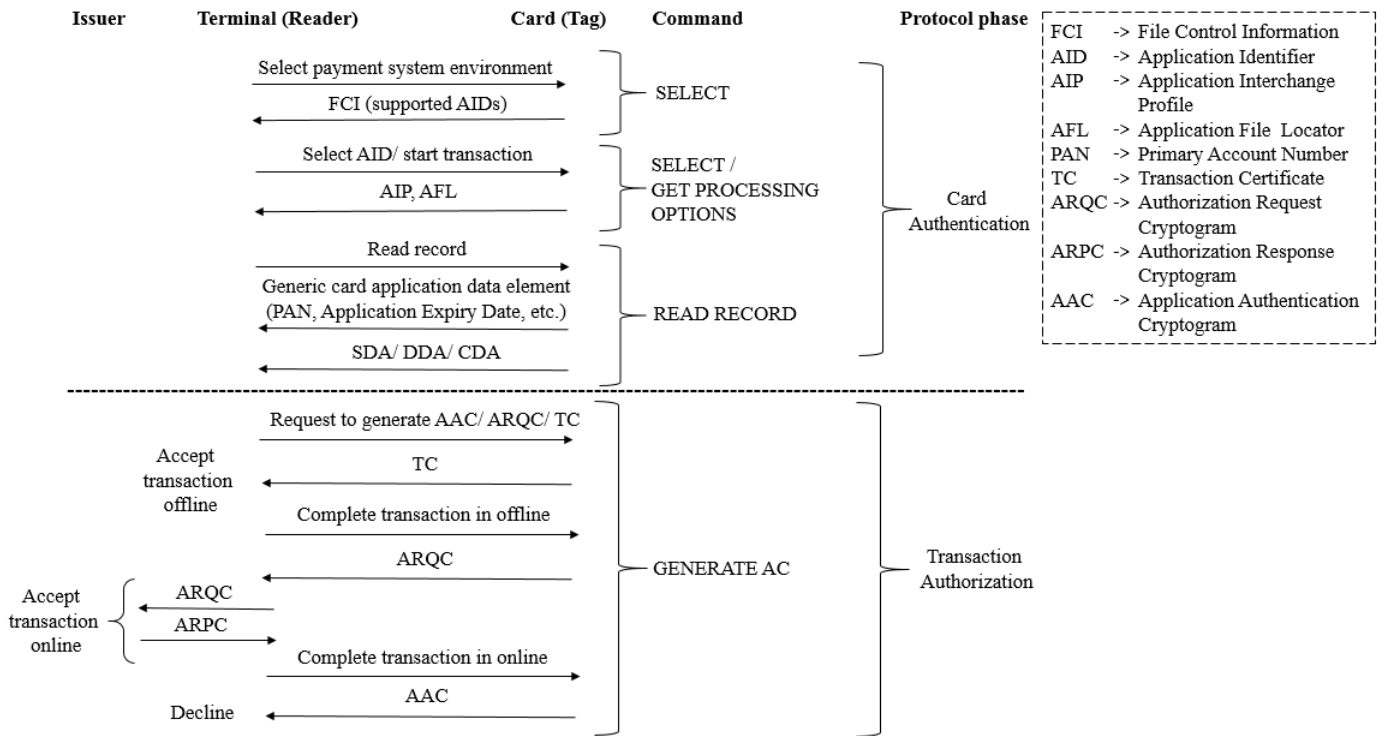 Issuer Terminal (Reader) Card (Tag) Command Protocol phase
Select payment system environment
FCI (supported AIDs)
SELECT
Select AID/ start transaction
AIP, AFL
SELECT /
GET PROCESSING
OPTIONS
Read record
Generic card application data element
(PAN, Application Expiry Date, etc.)
SDA/ DDA/ CDA
READ RECORD
Card
Authentication
Request to generate AAC/ ARQC/ TC
Accept
transaction
offline
TC
Complete transaction in offline
ARQC
GENERATE AC
Transaction
Authorization
Accept
transaction
online
ARQC
ARPC
Complete transaction in online
Decline
AAC
FCI -> File Control Information
AID -> Application Identifier
AIP -> Application Interchange
Profile
AFL -> Application File Locator
PAN -> Primary Account Number
TC -> Transaction Certificate
ARQC -> Authorization Request
Cryptogram
ARPC -> Authorization Response
Cryptogram
AAC -> Application Authentication
Cryptogram